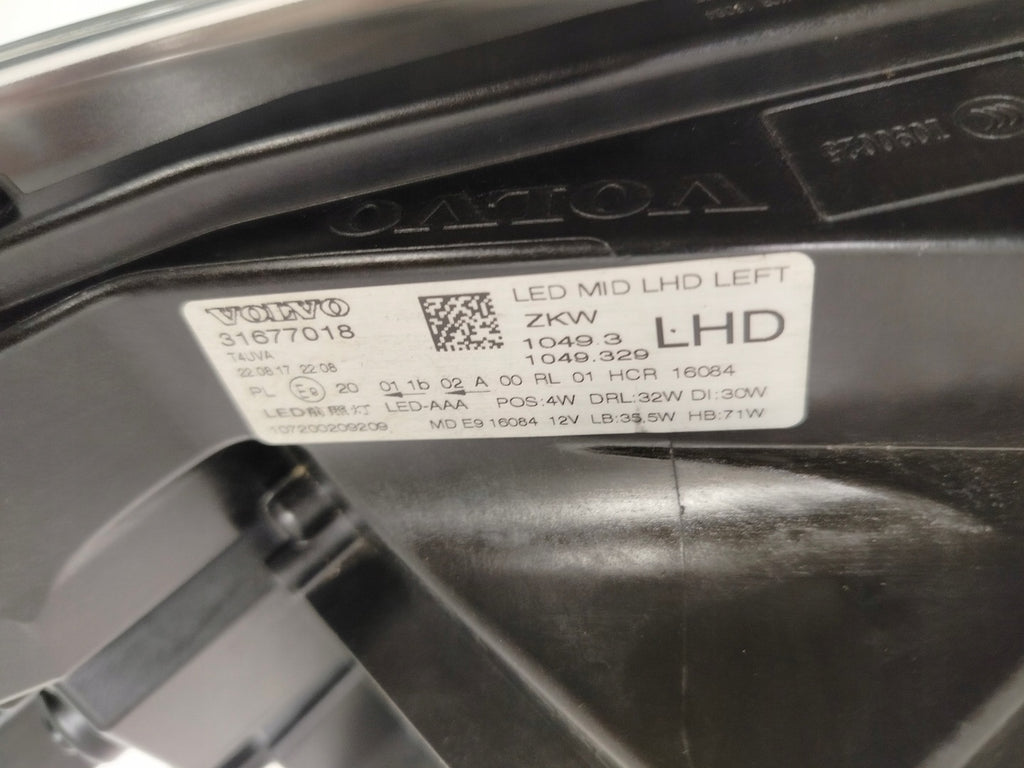 VOLVO
VOLVO
31677018
T4JVA
22.08.17 22.08
PL E9 20 01 1b 02 A 00 RL 01 HCR 16084
LED前照灯 LED-AAA POS:4W DRL:32W DI:30W
107200209209 MD E9 16084 12V LB:35,5W HB:71W
LED MID LHD LEFT
ZKW
1049.3
1049.329
LHD